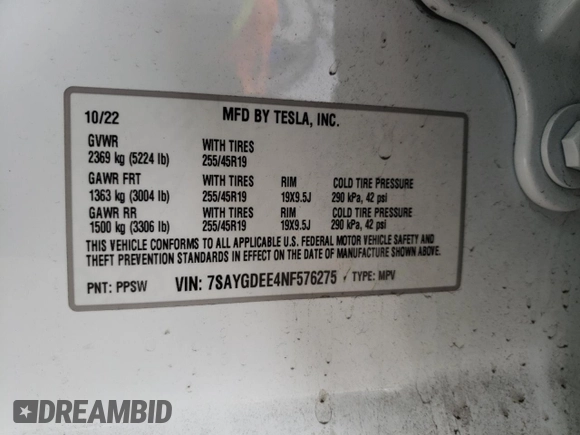 10/22 MFD BY TESLA, INC.
GVWR WITH TIRES
2369 kg (5224 lb) 255/45R19
GAWR FRT WITH TIRES RIM COLD TIRE PRESSURE
1363 kg (3004 lb) 255/45R19 19X9.5J 290 kPa, 42 psi
GAWR RR WITH TIRES RIM COLD TIRE PRESSURE
1500 kg (3306 lb) 255/45R19 19X9.5J 290 kPa, 42 psi
THIS VEHICLE CONFORMS TO ALL APPLICABLE U.S. FEDERAL MOTOR VEHICLE SAFETY AND
THEFT PREVENTION STANDARDS IN EFFECT ON THE DATE OF MANUFACTURE SHOWN ABOVE.
PNT: PPSW VIN: 7SAYGDEE4NF576275 TYPE: MPV
DREAMBID